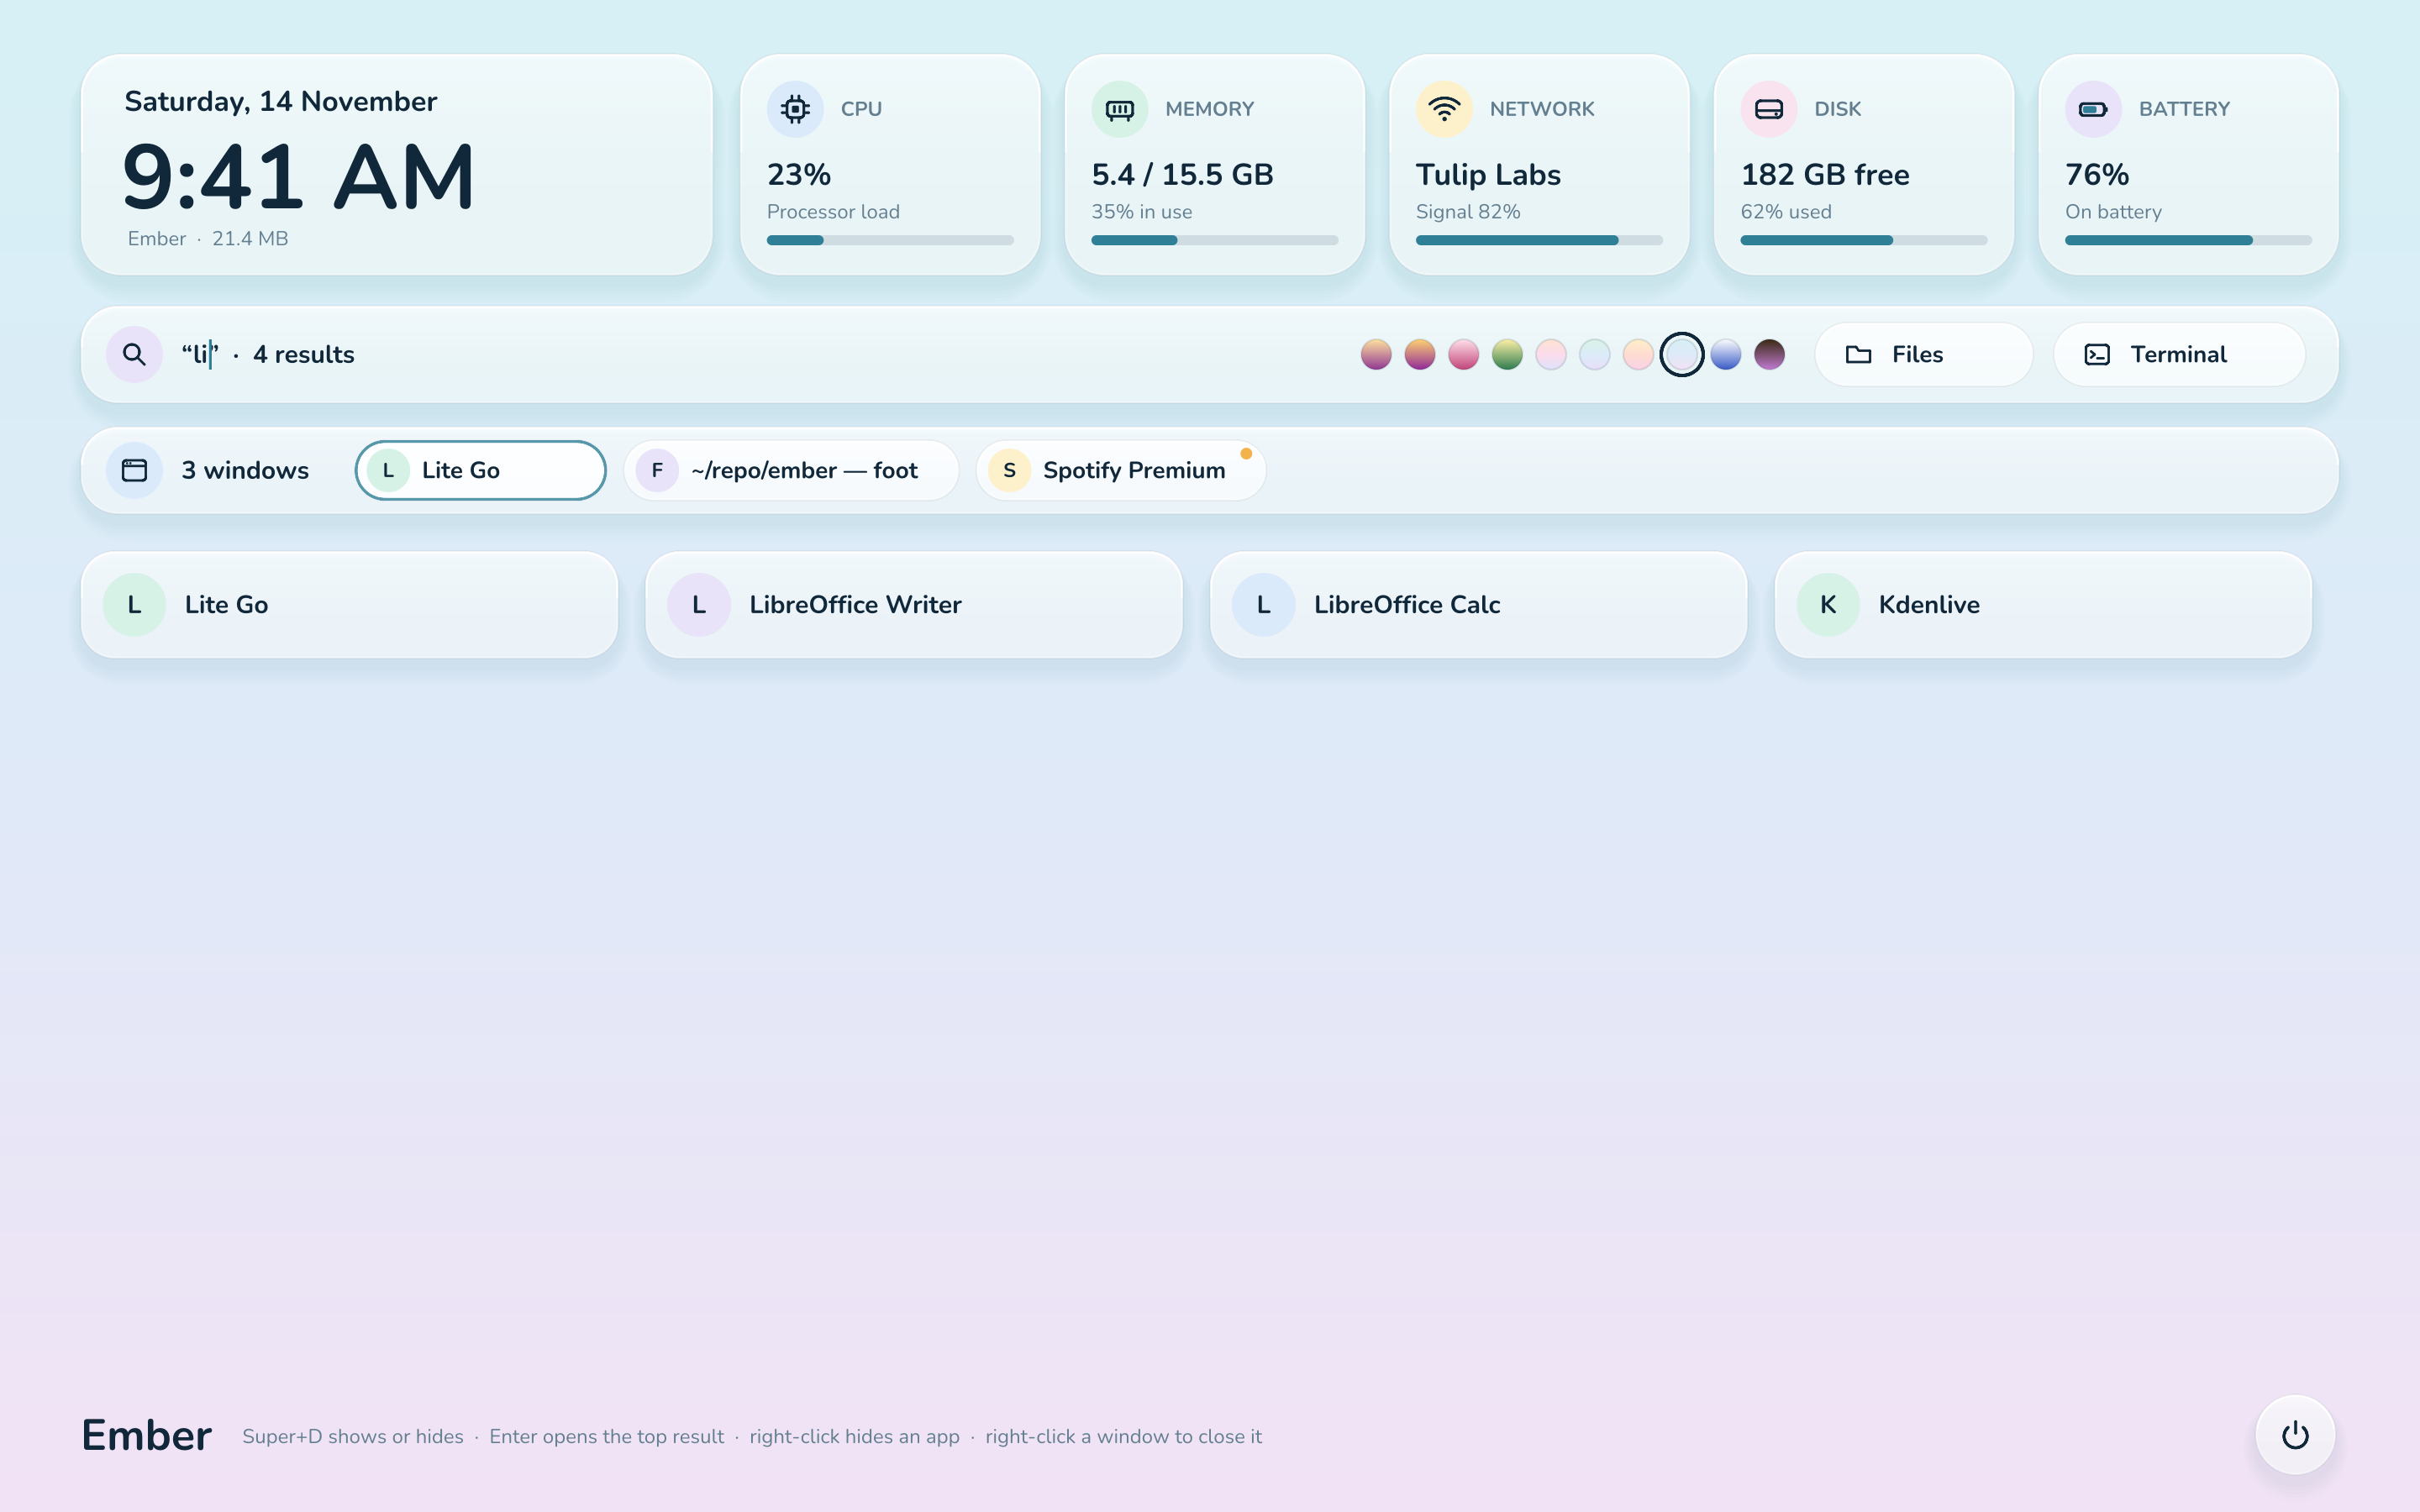 Saturday, 14 November
9:41 AM
Ember · 21.4 MB
CPU
23%
Processor load
MEMORY
5.4 / 15.5 GB
35% in use
NETWORK
Tulip Labs
Signal 82%
DISK
182 GB free
62% used
BATTERY
76%
On battery
“li” · 4 results
Files
Terminal
3 windows
L Lite Go
F ~/repo/ember — foot
S Spotify Premium
L Lite Go
L LibreOffice Writer
L LibreOffice Calc
K Kdenlive
Ember
Super+D shows or hides · Enter opens the top result · right-click hides an app · right-click a window to close it